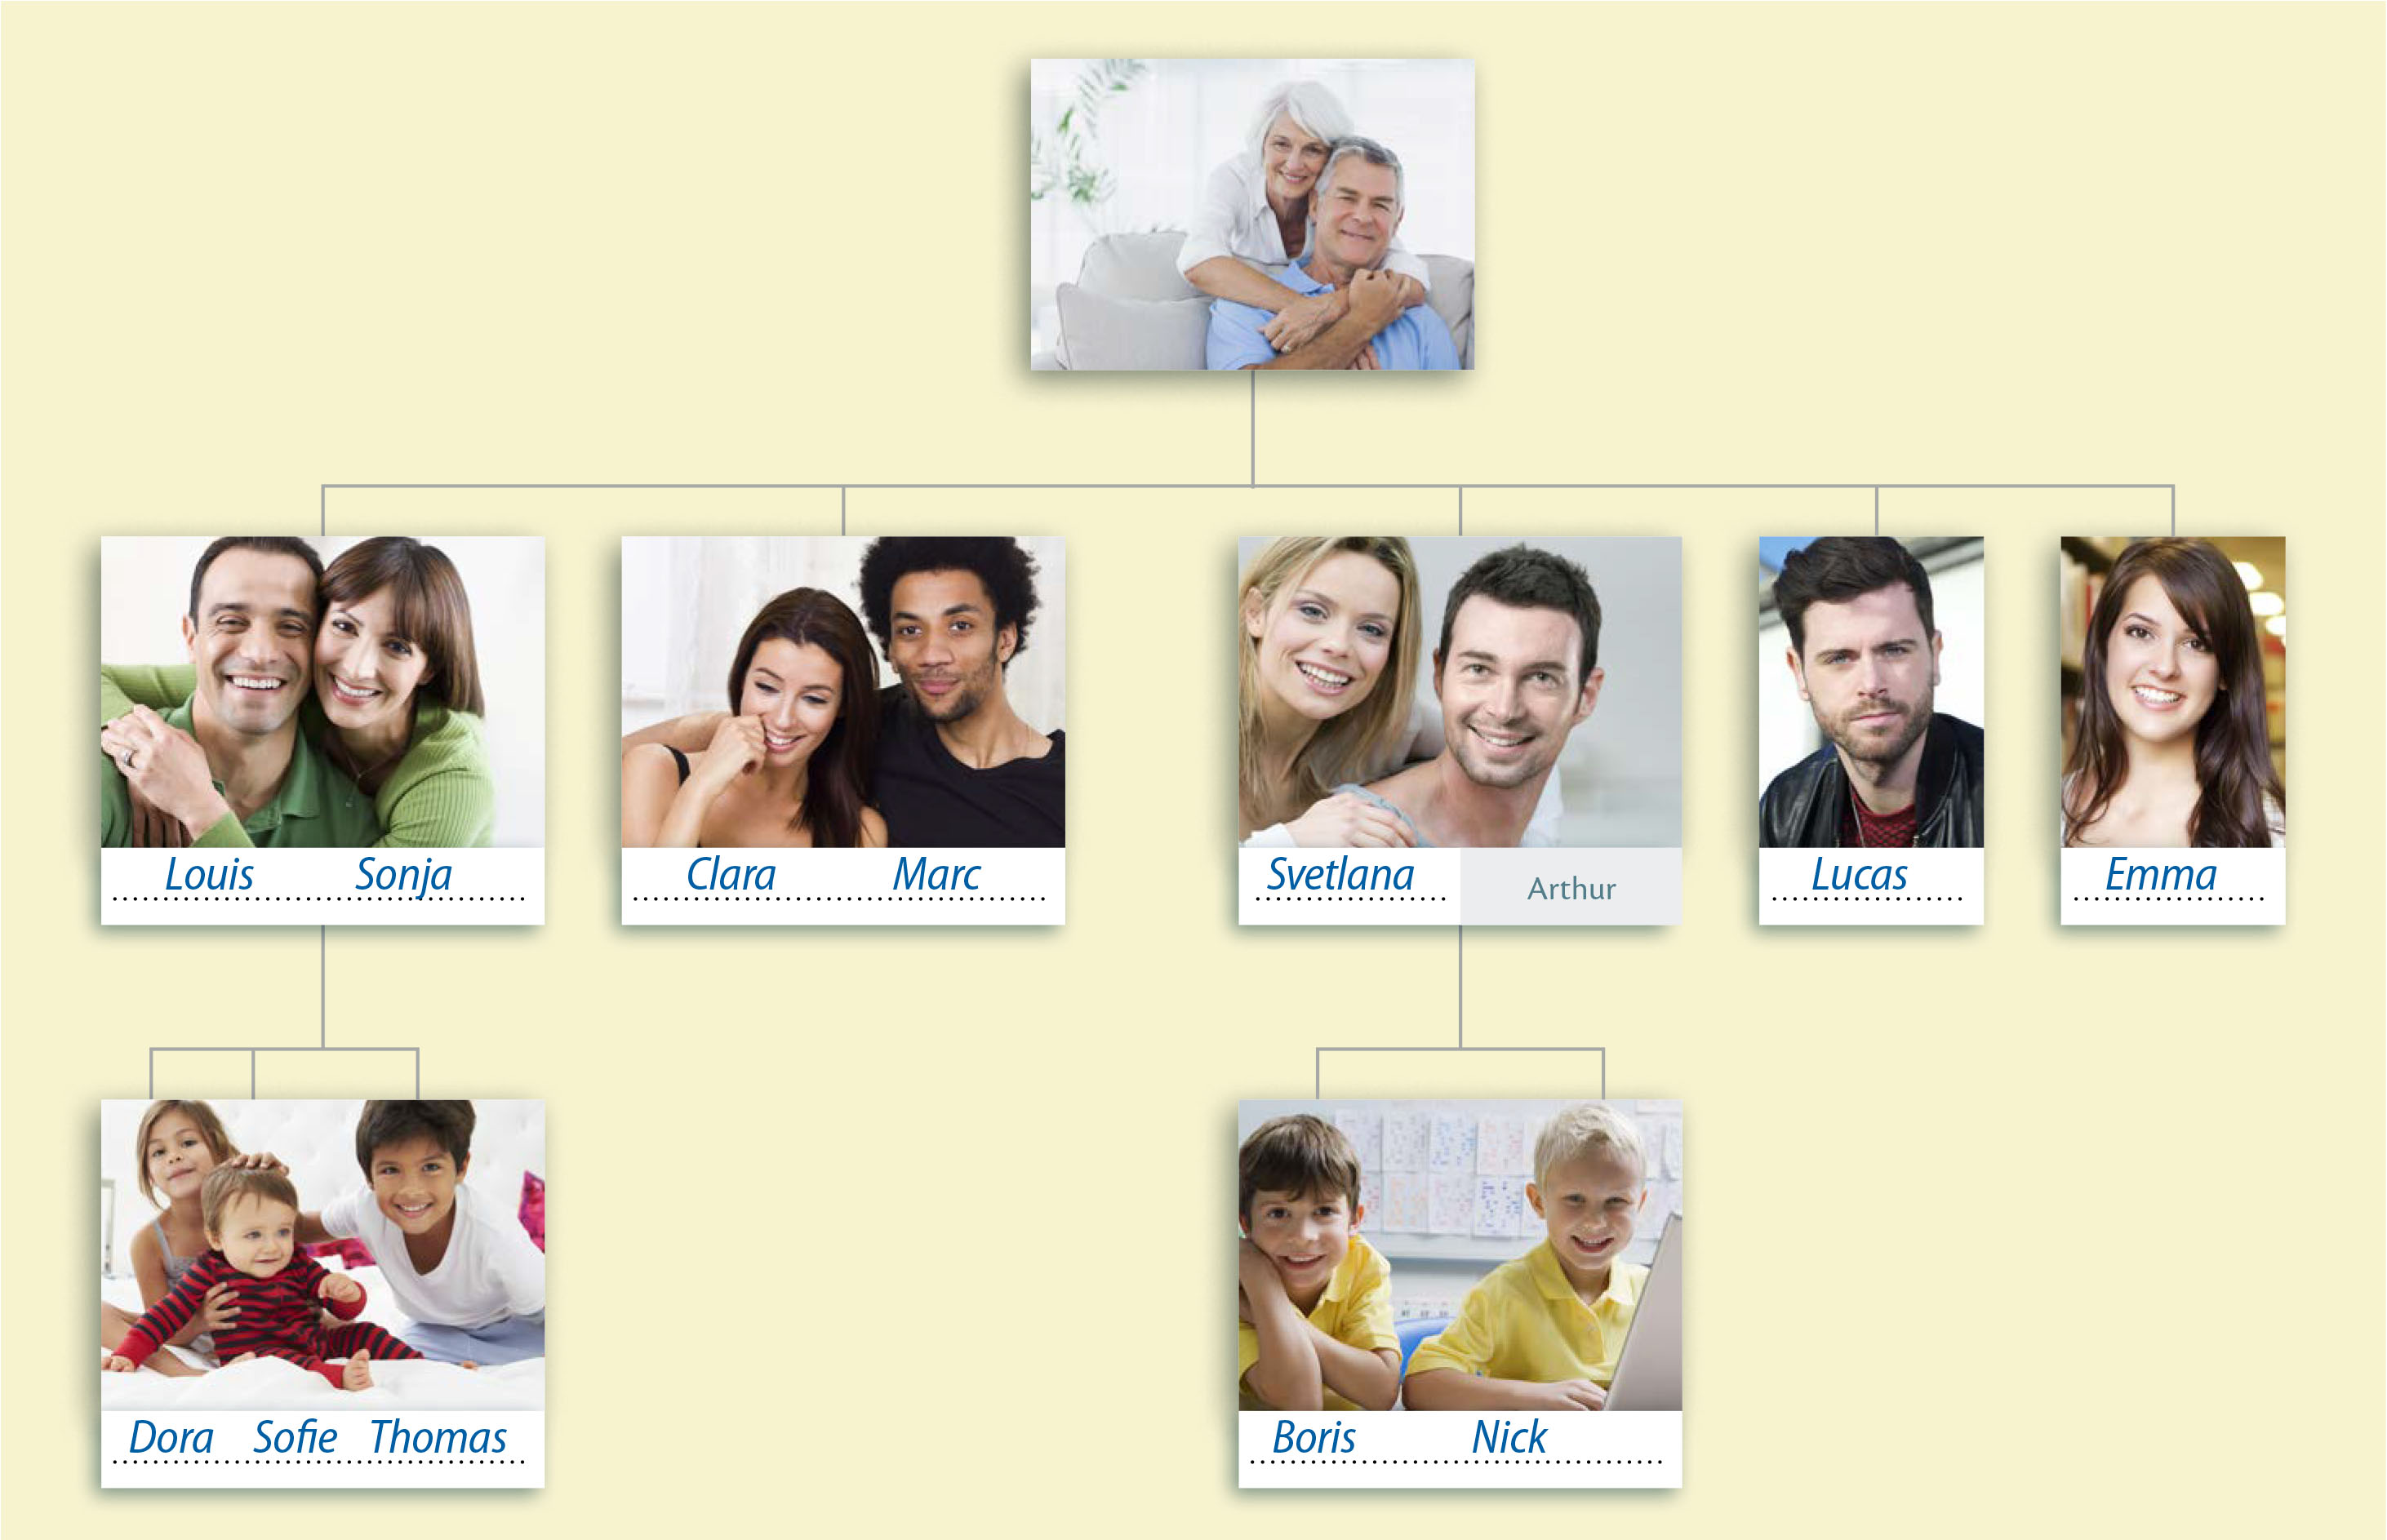 Louis Sonja
Clara Marc
Svetlana Arthur
Lucas
Emma
Dora Sofie Thomas
Boris Nick